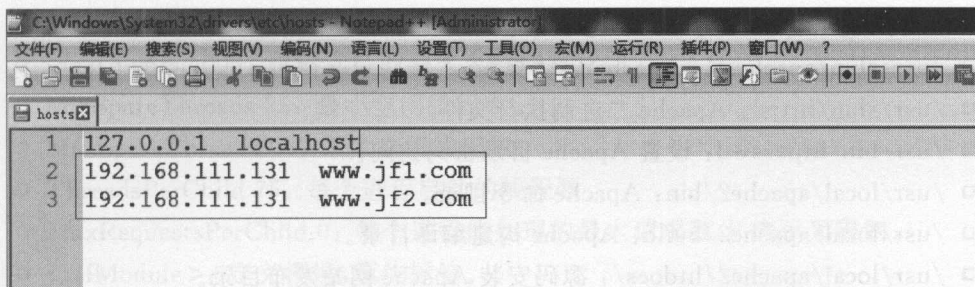 C:\Windows\System32\drivers\etc\hosts - Notepad++ [Administrator]
文件(F) 编辑(E) 搜索(S) 视图(V) 编码(N) 语言(L) 设置(T) 工具(O) 宏(M) 运行(R) 插件(P) 窗口(W) ?
hosts
1 127.0.0.1 localhost
2 192.168.111.131 www.jf1.com
3 192.168.111.131 www.jf2.com